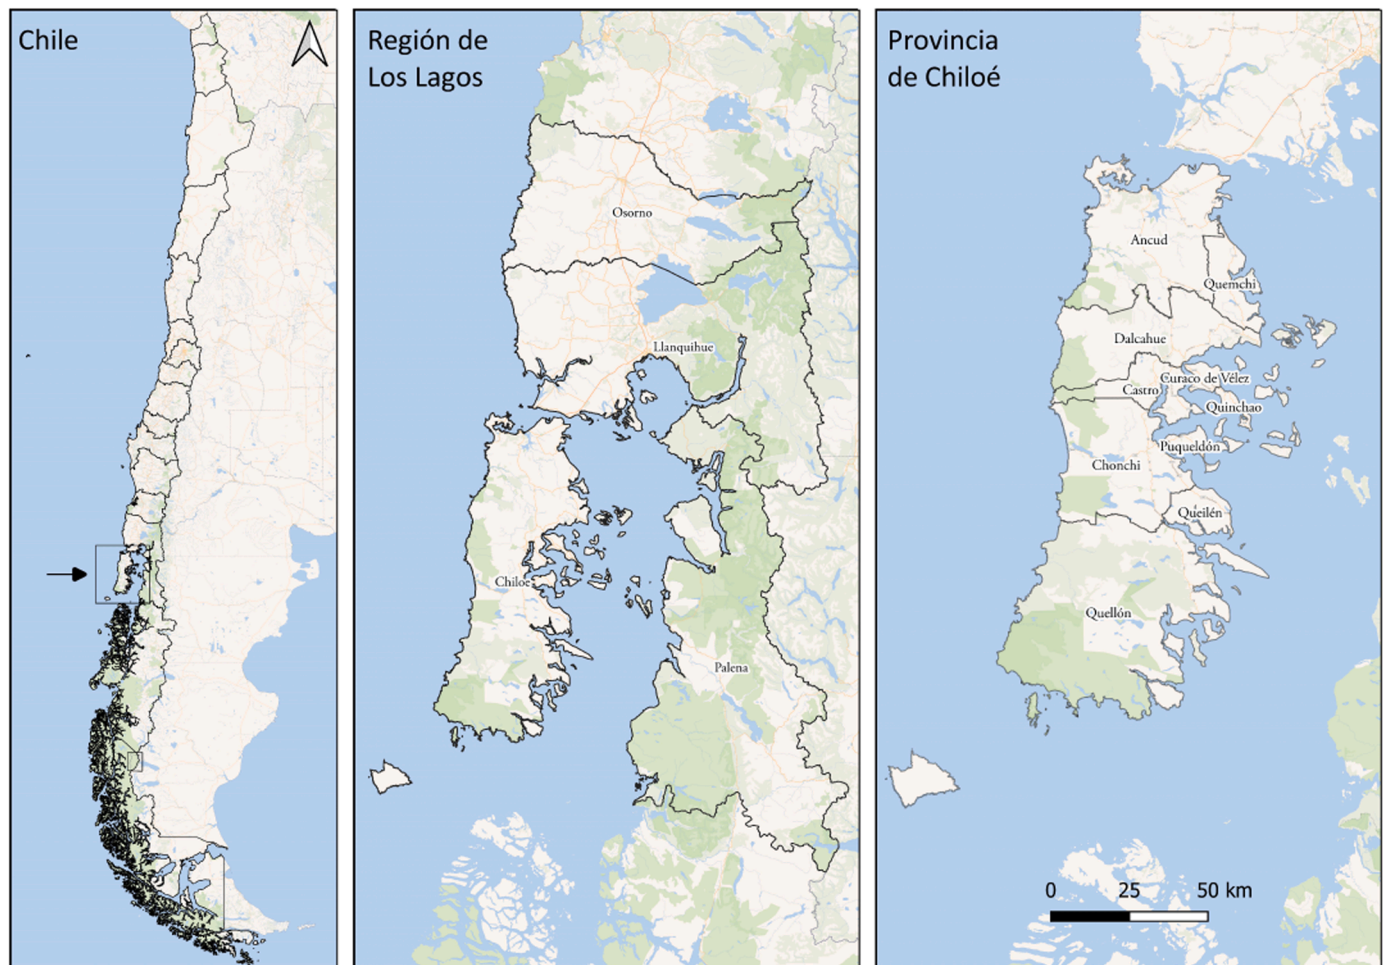 Chile
Región de
Los Lagos
Osorno
Llanquihue
Chiloé
Palena
Provincia
de Chiloé
Ancud
Quemchi
Dalcahue
Curaco de Vélez
Castro
Quinchao
Puqueldón
Chonchi
Queilén
Quellón
0 25 50 km